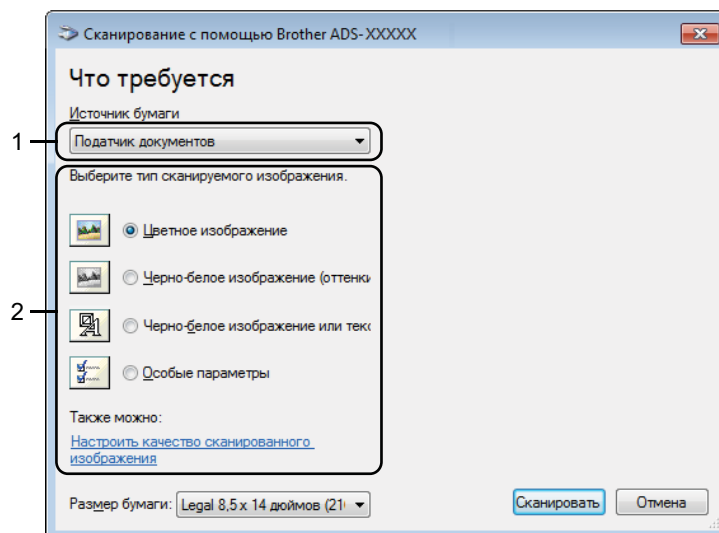 Сканирование с помощью Brother ADS-XXXXX
Что требуется
Источник бумаги
1
Податчик документов
Выберите тип сканируемого изображения.
Цветное изображение
Черно-белое изображение (оттенки
2
Черно-белое изображение или текс
Особые параметры
Также можно:
Настроить качество сканированного
изображения
Размер бумаги: Legal 8,5 x 14 дюймов (21 Сканировать Отмена